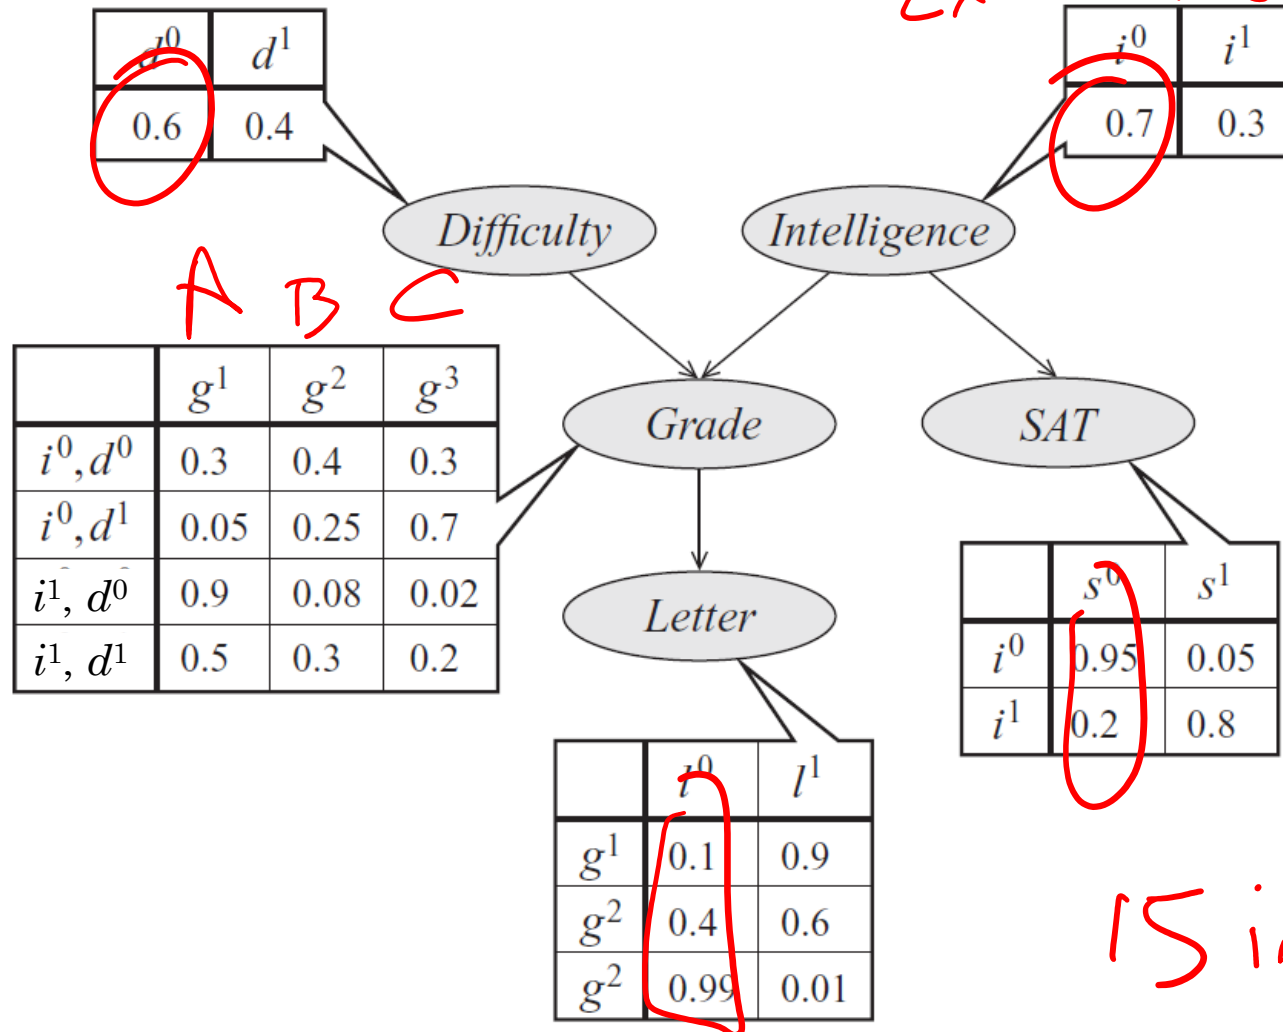 d⁰ d¹
0.6 0.4
i⁰ i¹
0.7 0.3
Difficulty
Intelligence
A B C
g¹ g² g³
i⁰,d⁰ 0.3 0.4 0.3
i⁰,d¹ 0.05 0.25 0.7
i¹, d⁰ 0.9 0.08 0.02
i¹, d¹ 0.5 0.3 0.2
Grade
SAT
Letter
s⁰ s¹
i⁰ 0.95 0.05
i¹ 0.2 0.8
l⁰ l¹
g¹ 0.1 0.9
g² 0.4 0.6
g² 0.99 0.01
15 i